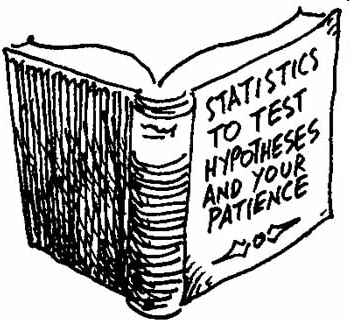 STATISTICS
TO TEST
HYPOTHESES
AND YOUR
PATIENCE